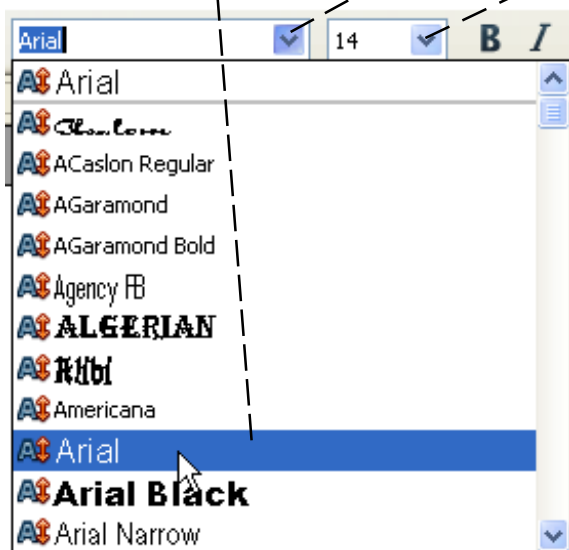 Arial 14 B I
Arial
ACaslon Regular
AGaramond
AGaramond Bold
Agency FB
ALGERIAN
Americana
Arial
Arial Black
Arial Narrow